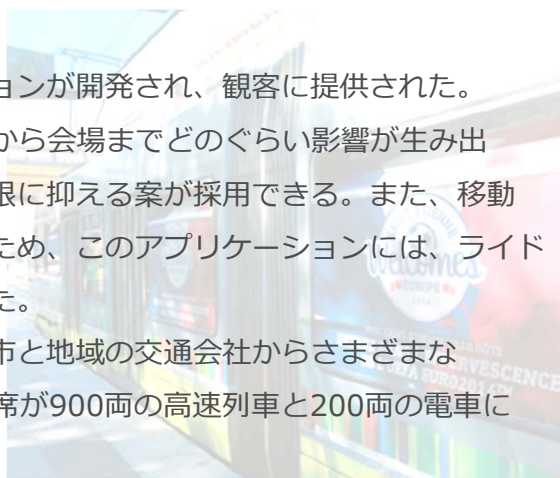 ョンが開発され、観客に提供された。
から会場までどのぐらい影響が生み出
限に抑える案が採用できる。また、移動
ため、このアプリケーションには、ライド
た。
市と地域の交通会社からさまざまな
席が900両の高速列車と200両の電車に
welcomes
EUROPE
UEFA EURO2016